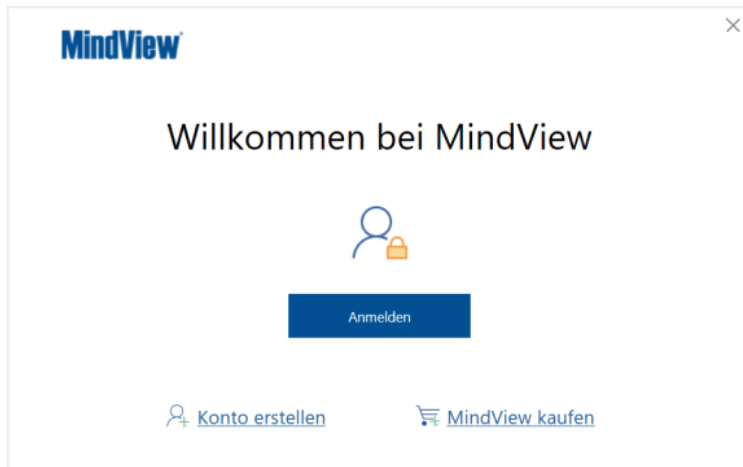 MindView
Willkommen bei MindView
Anmelden
Konto erstellen
MindView kaufen